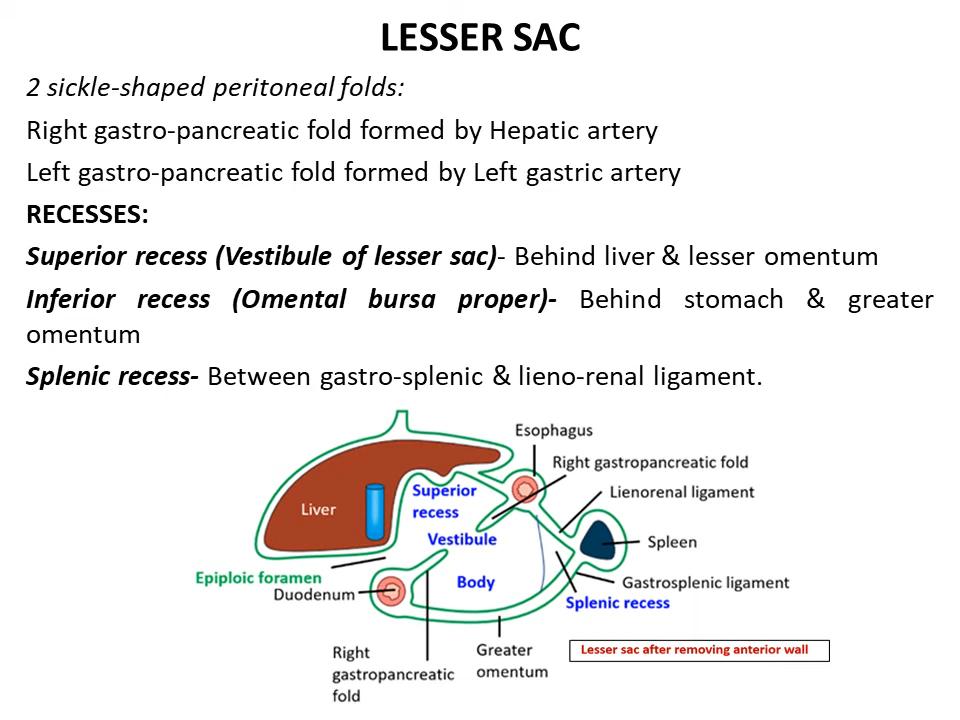 LESSER SAC
2 sickle-shaped peritoneal folds:
Right gastro-pancreatic fold formed by Hepatic artery
Left gastro-pancreatic fold formed by Left gastric artery
RECESSES:
Superior recess (Vestibule of lesser sac)- Behind liver & lesser omentum
Inferior recess (Omental bursa proper)- Behind stomach & greater
omentum
Splenic recess- Between gastro-splenic & lieno-renal ligament.
Esophagus
Right gastropancreatic fold
Superior
recess
Lienorenal ligament
Liver
Vestibule
Spleen
Epiploic foramen
Body
Gastrosplenic ligament
Duodenum
Splenic recess
Right
gastropancreatic
fold
Greater
omentum
Lesser sac after removing anterior wall